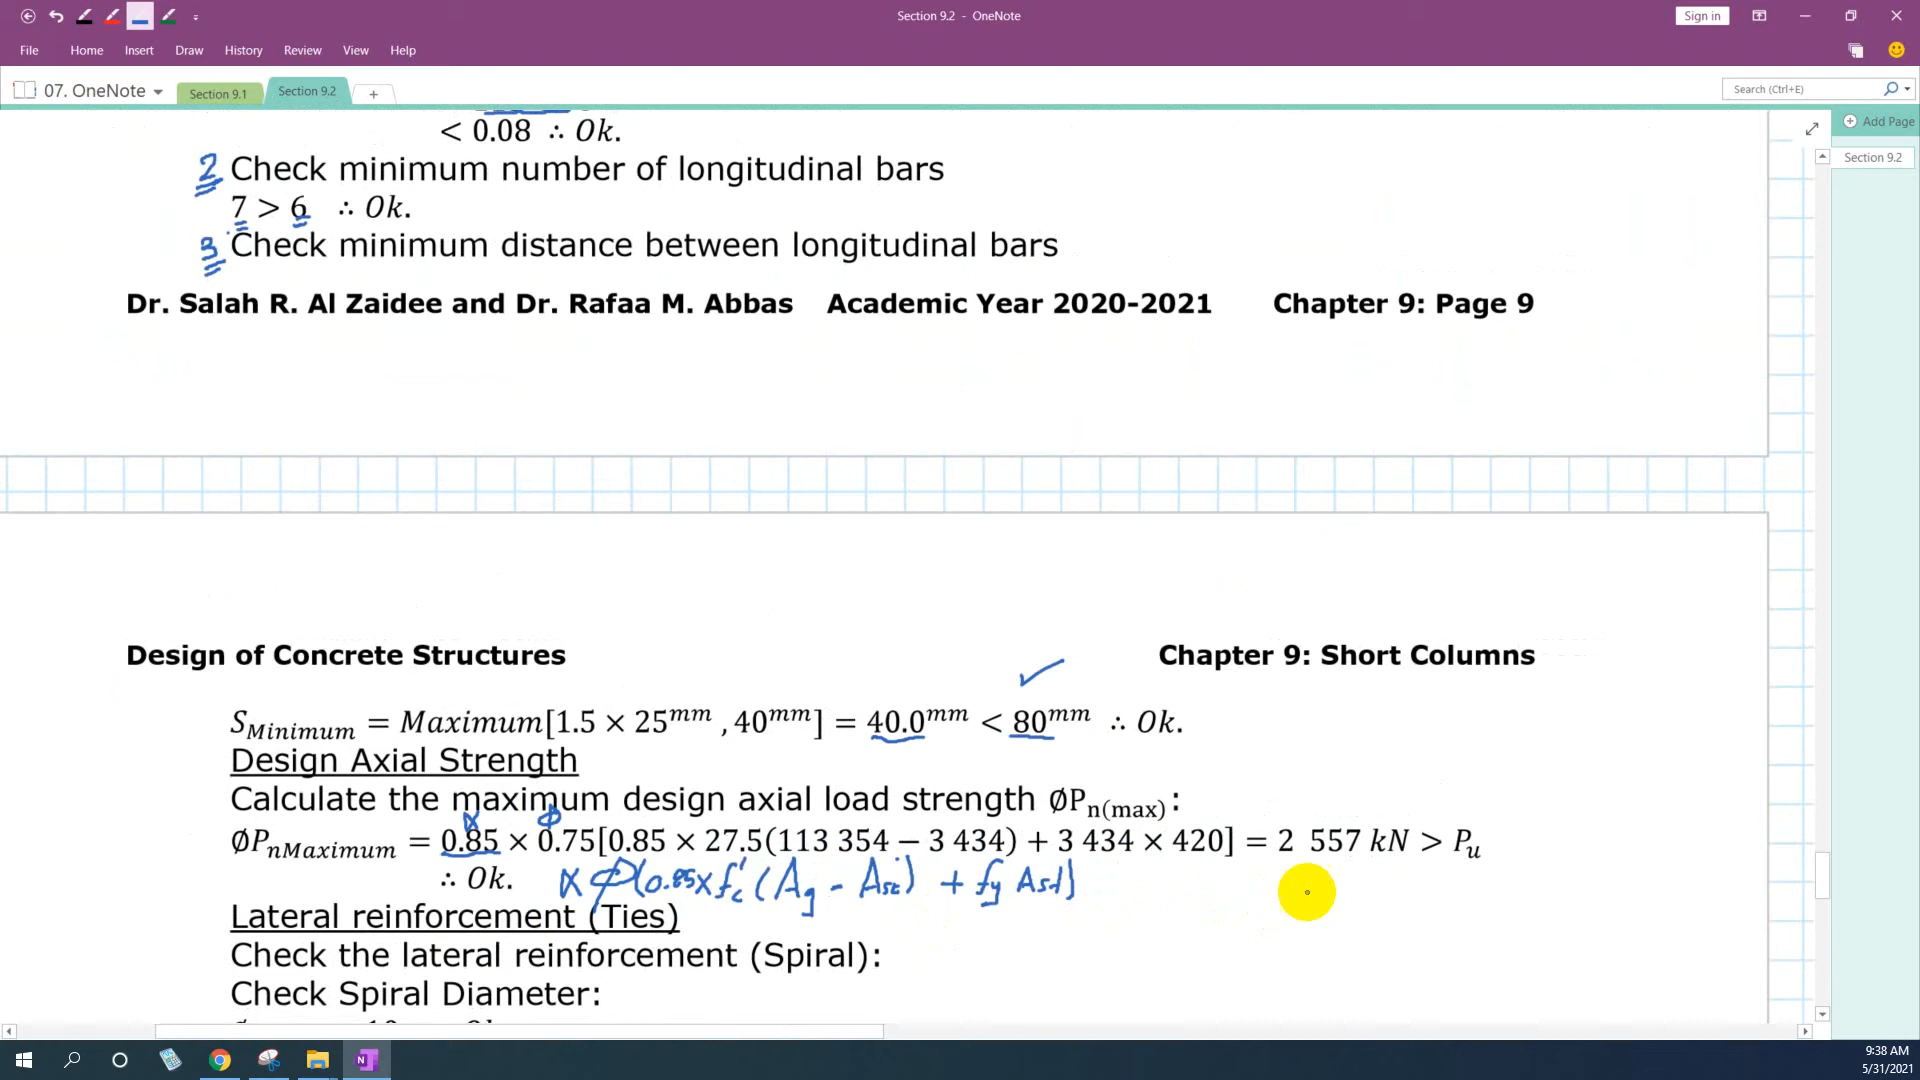 Section 9.2 - OneNote
Sign in
File Home Insert Draw History Review View Help
07. OneNote Section 9.1 Section 9.2 +
Search (Ctrl+E)
Add Page
Section 9.2
< 0.08 ∴ Ok.
2 Check minimum number of longitudinal bars
7 > 6 ∴ Ok.
3 Check minimum distance between longitudinal bars
Dr. Salah R. Al Zaidee and Dr. Rafaa M. Abbas Academic Year 2020-2021 Chapter 9: Page 9
Design of Concrete Structures Chapter 9: Short Columns
S_Minimum = Maximum[1.5 × 25^mm , 40^mm] = 40.0^mm < 80^mm ∴ Ok.
Design Axial Strength
Calculate the maximum design axial load strength ∅P_n(max):
α ϕ
∅P_nMaximum = 0.85 × 0.75[0.85 × 27.5(113 354 − 3 434) + 3 434 × 420] = 2 557 kN > P_u
∴ Ok. α ϕ(0.85 x fc' (Ag - Ast) + fy Ast]
Lateral reinforcement (Ties)
Check the lateral reinforcement (Spiral):
Check Spiral Diameter:
9:38 AM
5/31/2021